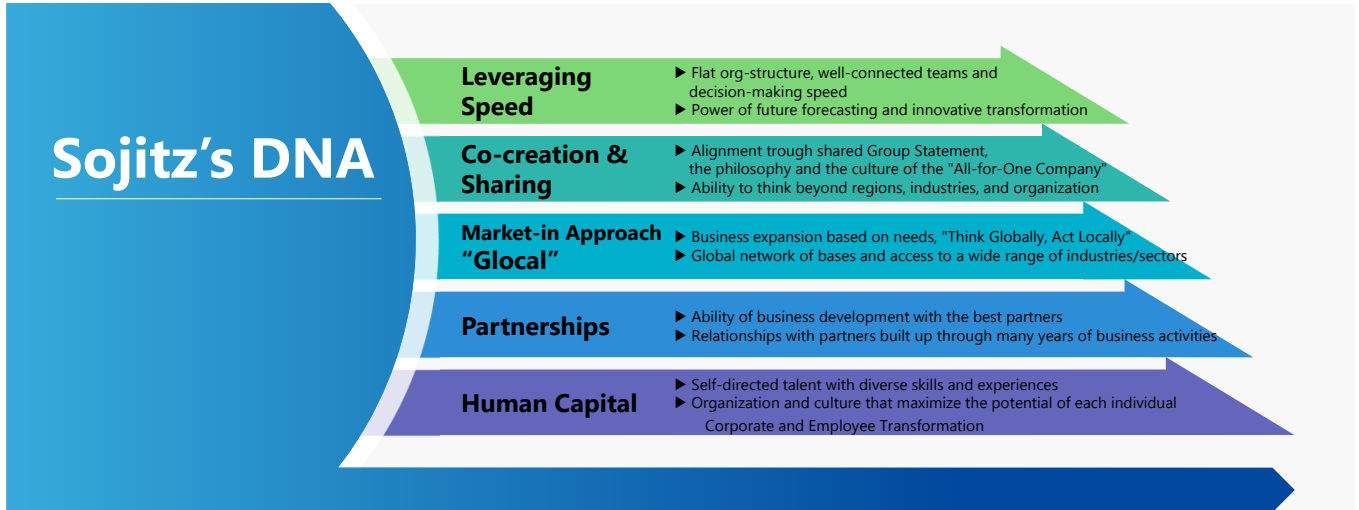 Sojitz’s DNA
Leveraging
Speed
▶ Flat org-structure, well-connected teams and
decision-making speed
▶ Power of future forecasting and innovative transformation
Co-creation &
Sharing
▶ Alignment trough shared Group Statement,
the philosophy and the culture of the "All-for-One Company"
▶ Ability to think beyond regions, industries, and organization
Market-in Approach
“Glocal”
▶ Business expansion based on needs, "Think Globally, Act Locally"
▶ Global network of bases and access to a wide range of industries/sectors
Partnerships
▶ Ability of business development with the best partners
▶ Relationships with partners built up through many years of business activities
Human Capital
▶ Self-directed talent with diverse skills and experiences
▶ Organization and culture that maximize the potential of each individual
Corporate and Employee Transformation